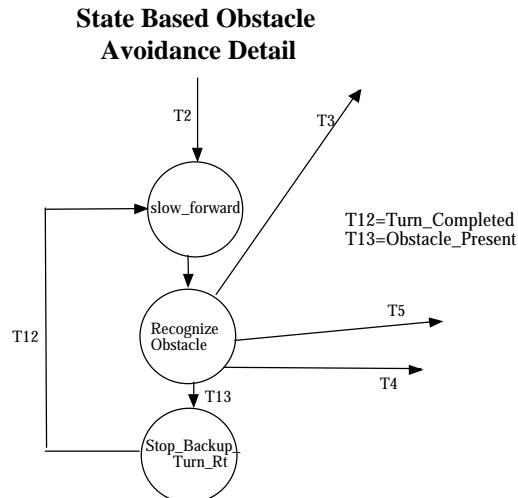 State Based Obstacle
Avoidance Detail
T2
T3
slow_forward
T12=Turn_Completed
T13=Obstacle_Present
T5
Recognize
Obstacle
T12
T4
T13
Stop_Backup_
Turn_Rt